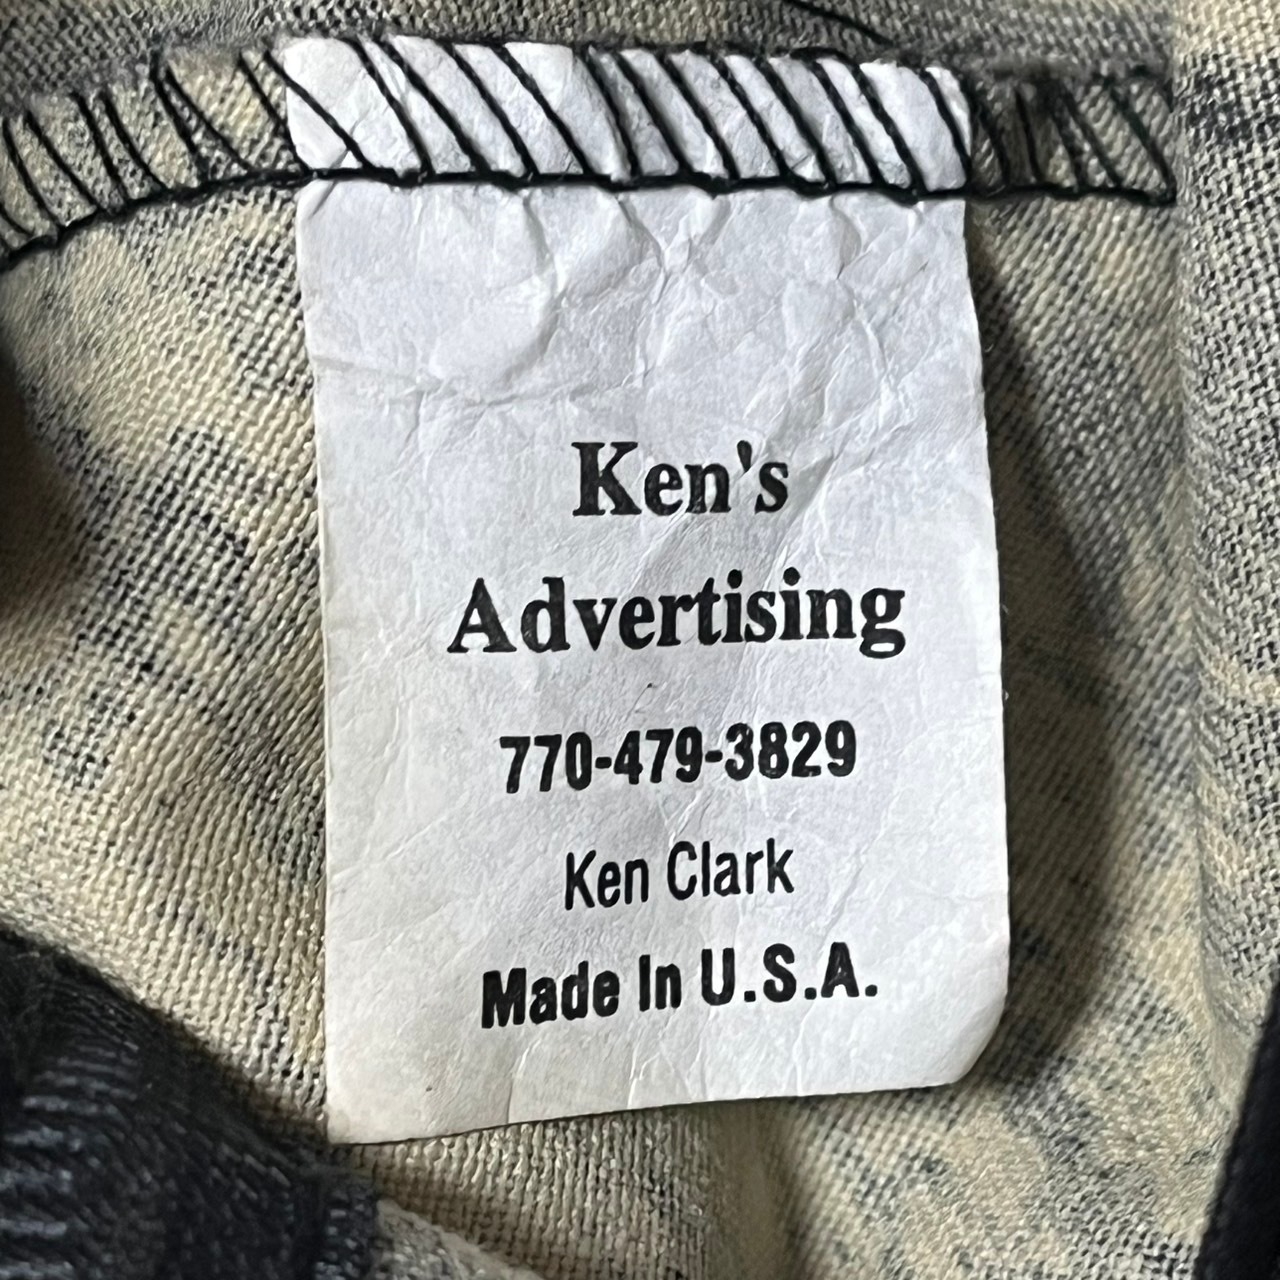 Ken's
Advertising
770-479-3829
Ken Clark
Made In U.S.A.